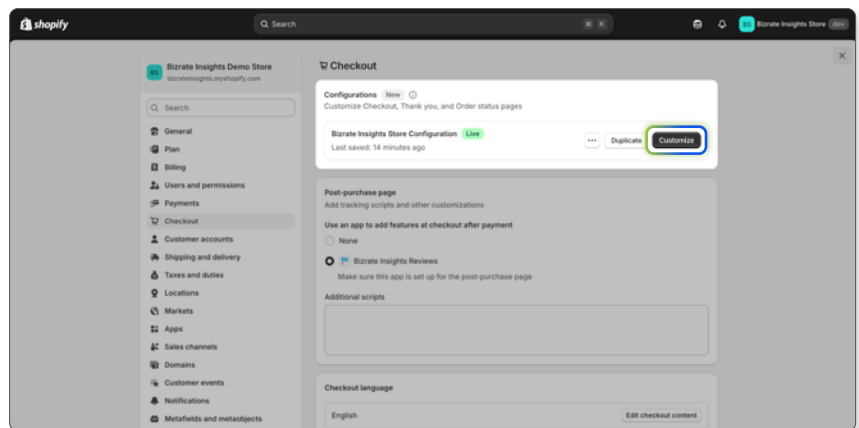 shopify
Search
⌘ K
BS Bizrate Insights Store dev
BS Bizrate Insights Demo Store
bizrateinsights.myshopify.com
Search
General
Plan
Billing
Users and permissions
Payments
Checkout
Customer accounts
Shipping and delivery
Taxes and duties
Locations
Markets
Apps
Sales channels
Domains
Customer events
Notifications
Metafields and metaobjects
Checkout
Configurations New
Customize Checkout, Thank you, and Order status pages
Bizrate Insights Store Configuration Live
Last saved: 14 minutes ago
Duplicate
Customize
Post-purchase page
Add tracking scripts and other customizations
Use an app to add features at checkout after payment
None
Bizrate Insights Reviews
Make sure this app is set up for the post-purchase page
Additional scripts
Checkout language
English
Edit checkout content